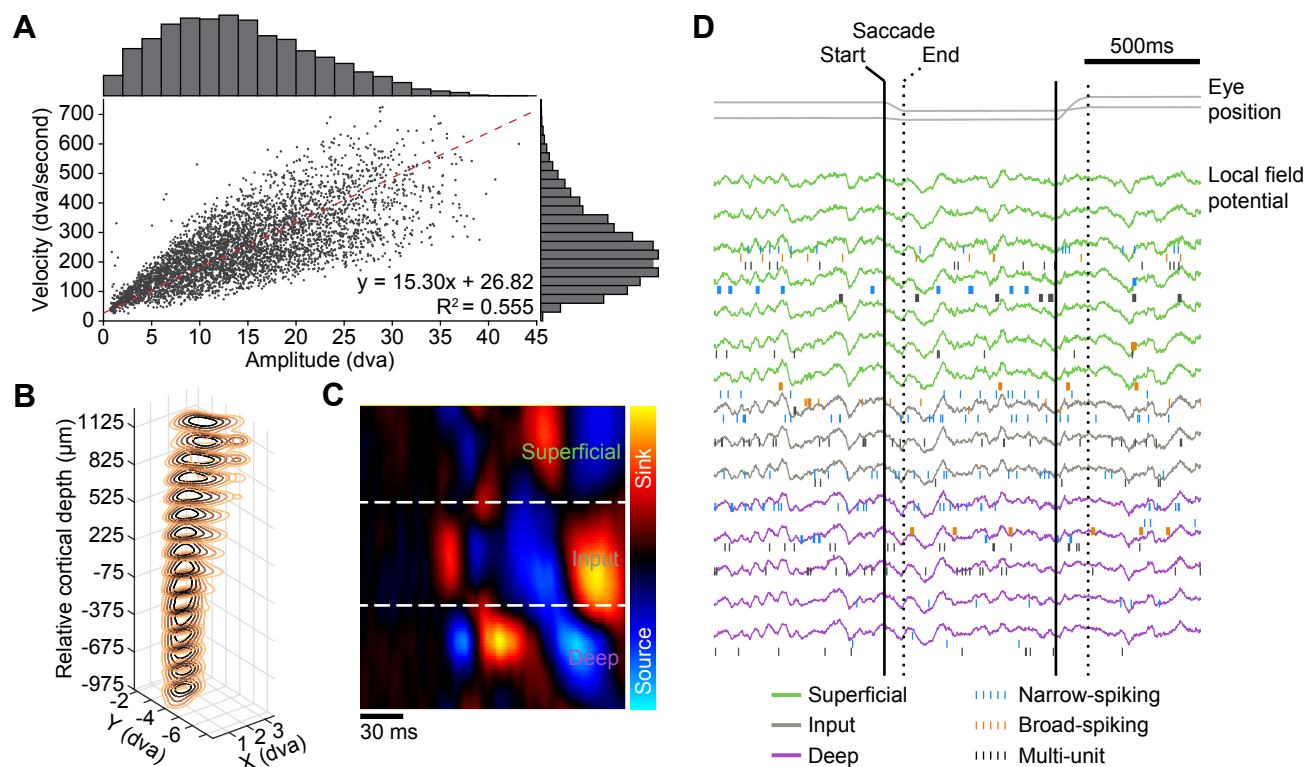 A
700
600
500
400
300
200
100
0
Velocity (dva/second)
0 5 10 15 20 25 30 35 40 45
Amplitude (dva)
y = 15.30x + 26.82
R² = 0.555
B
Relative cortical depth (μm)
1125
825
525
225
-75
-375
-675
-975
-2
-4
-6
Y (dva)
1
2
3
X (dva)
C
Superficial
Input
Deep
Sink
Source
30 ms
D
Saccade
Start
End
500ms
Eye
position
Local field
potential
Superficial
Input
Deep
Narrow-spiking
Broad-spiking
Multi-unit